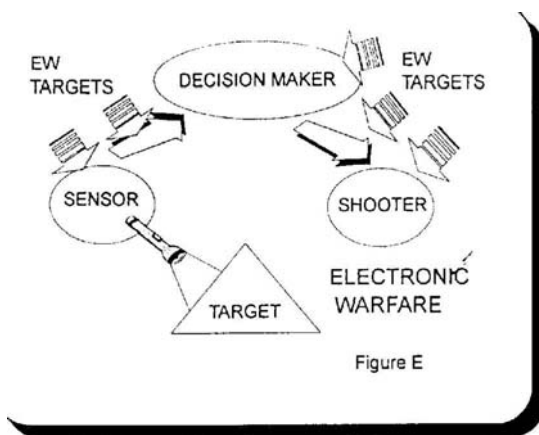 EW
TARGETS
DECISION MAKER
EW
TARGETS
SENSOR
SHOOTER
TARGET
ELECTRONIC
WARFARE
Figure E